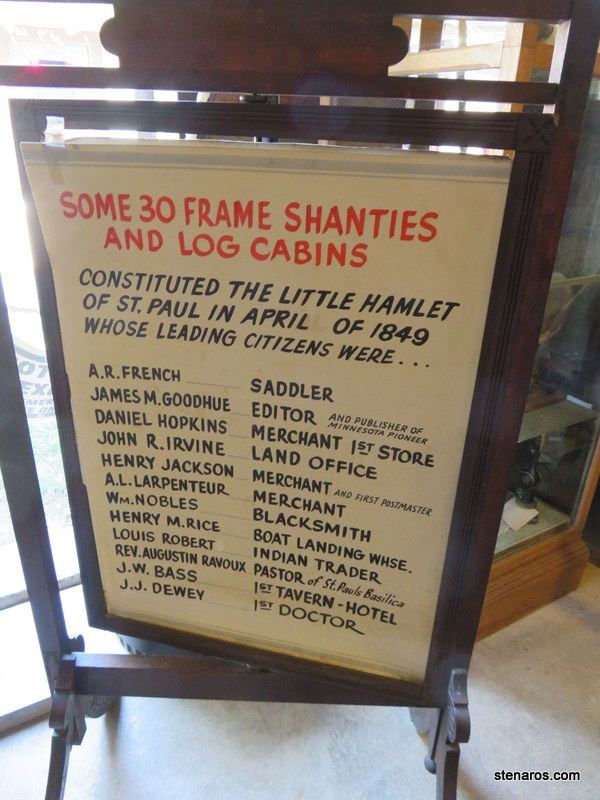 SOME 30 FRAME SHANTIES
AND LOG CABINS
CONSTITUTED THE LITTLE HAMLET
OF ST. PAUL IN APRIL OF 1849
WHOSE LEADING CITIZENS WERE...
A.R. FRENCH SADDLER
JAMES M. GOODHUE EDITOR AND PUBLISHER OF MINNESOTA PIONEER
DANIEL HOPKINS MERCHANT 1ST STORE
JOHN R. IRVINE LAND OFFICE
HENRY JACKSON MERCHANT AND FIRST POSTMASTER
A.L. LARPENTEUR MERCHANT
WM. NOBLES BLACKSMITH
HENRY M. RICE BOAT LANDING WHSE.
LOUIS ROBERT INDIAN TRADER
REV. AUGUSTIN RAVOUX PASTOR of St. Pauls Basilica
J.W. BASS 1ST TAVERN - HOTEL
J.J. DEWEY 1ST DOCTOR
stenaros.com